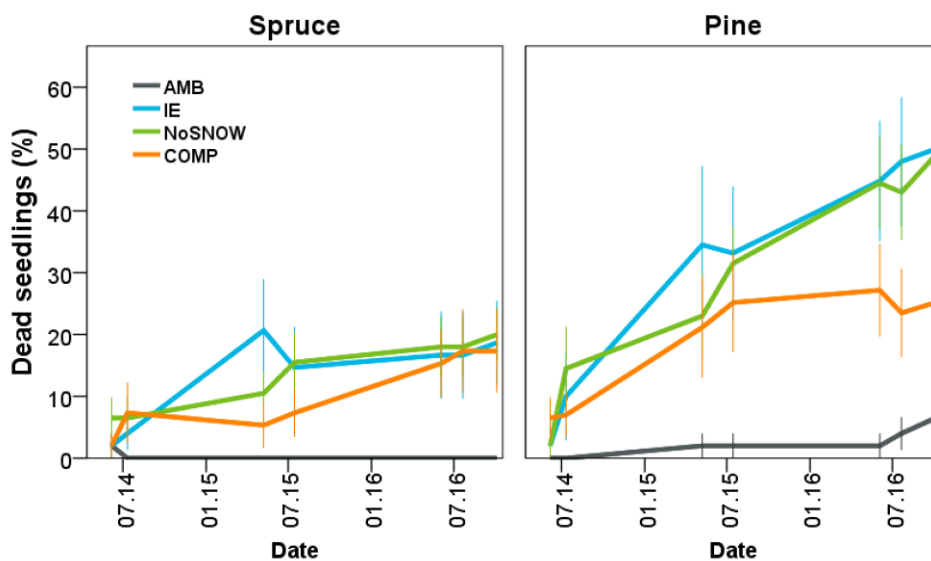 Spruce
Pine
Dead seedlings (%)
60
50
40
30
20
10
0
AMB
IE
NoSNOW
COMP
07.14
01.15
07.15
01.16
07.16
07.14
01.15
07.15
01.16
07.16
Date
Date